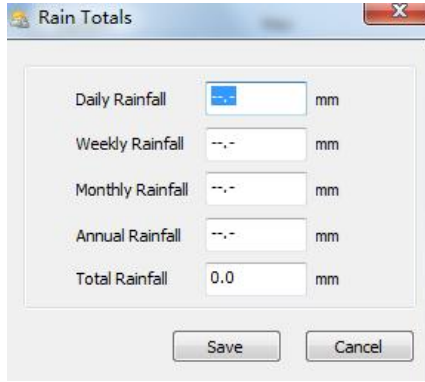 Rain Totals
Daily Rainfall --.- mm
Weekly Rainfall --.- mm
Monthly Rainfall --.- mm
Annual Rainfall --.- mm
Total Rainfall 0.0 mm
Save Cancel